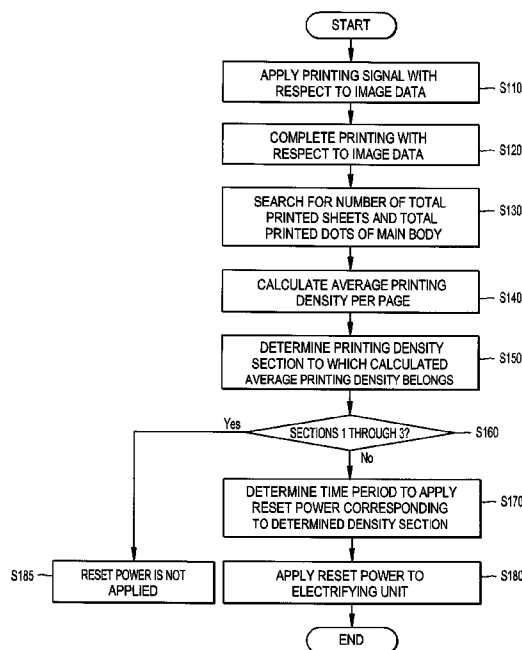 START
APPLY PRINTING SIGNAL WITH
RESPECT TO IMAGE DATA
S110
COMPLETE PRINTING WITH
RESPECT TO IMAGE DATA
S120
SEARCH FOR NUMBER OF TOTAL
PRINTED SHEETS AND TOTAL
PRINTED DOTS OF MAIN BODY
S130
CALCULATE AVERAGE PRINTING
DENSITY PER PAGE
S140
DETERMINE PRINTING DENSITY
SECTION TO WHICH CALCULATED
AVERAGE PRINTING DENSITY BELONGS
S150
Yes
SECTIONS 1 THROUGH 3?
S160
No
DETERMINE TIME PERIOD TO APPLY
RESET POWER CORRESPONDING
TO DETERMINED DENSITY SECTION
S170
S185
RESET POWER IS NOT
APPLIED
APPLY RESET POWER TO
ELECTRIFYING UNIT
S180
END